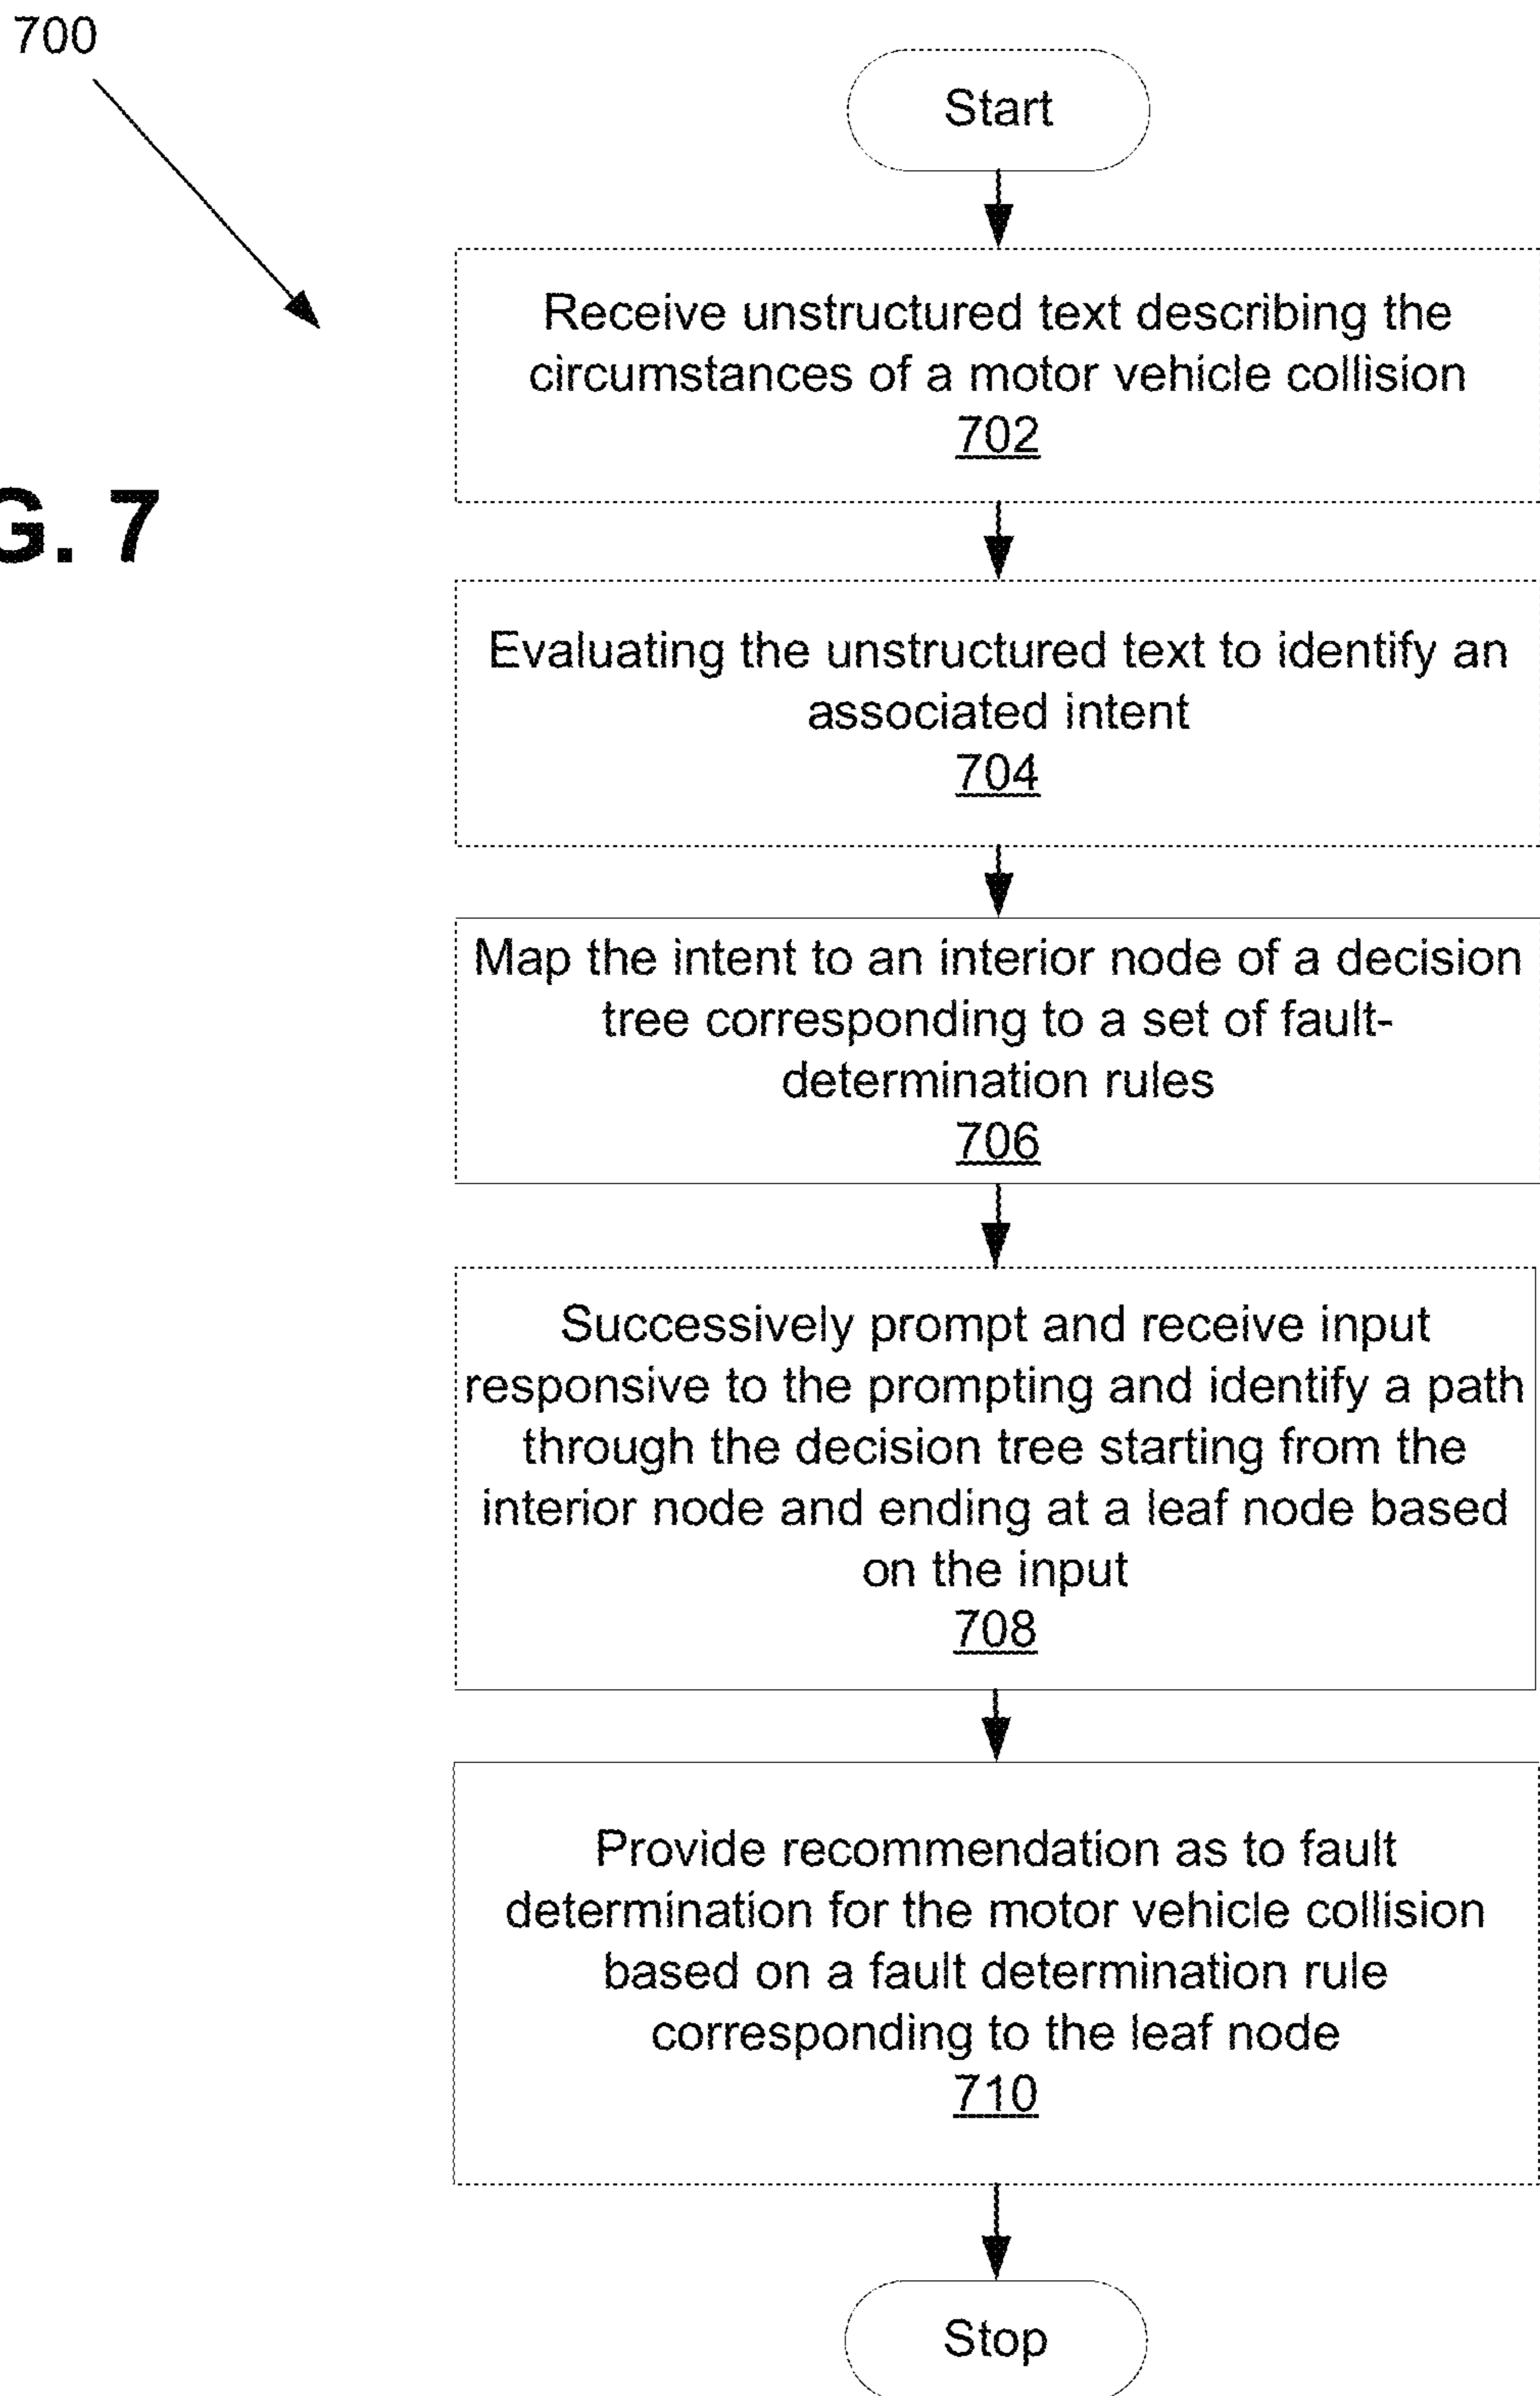 700
Start
Receive unstructured text describing the
circumstances of a motor vehicle collision
702
G. 7
Evaluating the unstructured text to identify an
associated intent
704
Map the intent to an interior node of a decision
tree corresponding to a set of fault-
determination rules
706
Successively prompt and receive input
responsive to the prompting and identify a path
through the decision tree starting from the
interior node and ending at a leaf node based
on the input
708
Provide recommendation as to fault
determination for the motor vehicle collision
based on a fault determination rule
corresponding to the leaf node
710
Stop